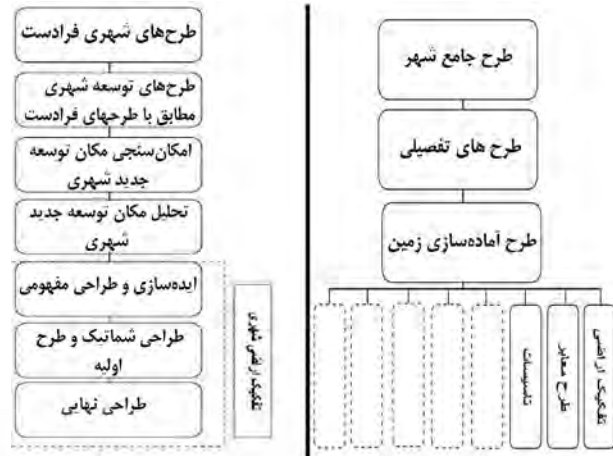 طرح جامع شهر
طرح های تفصیلی
طرح آماده‌سازی زمین
تفکیک اراضی
طرح معابر
تاسیسات
طرح‌های شهری فرادست
طرح‌های توسعه شهری
مطابق با طرحهای فرادست
امکان‌سنجی مکان توسعه
جدید شهری
تحلیل مکان توسعه جدید
شهری
ایده‌سازی و طراحی مفهومی
طراحی شماتیک و طرح
اولیه
طراحی نهایی
تفکیک اراضی شهری